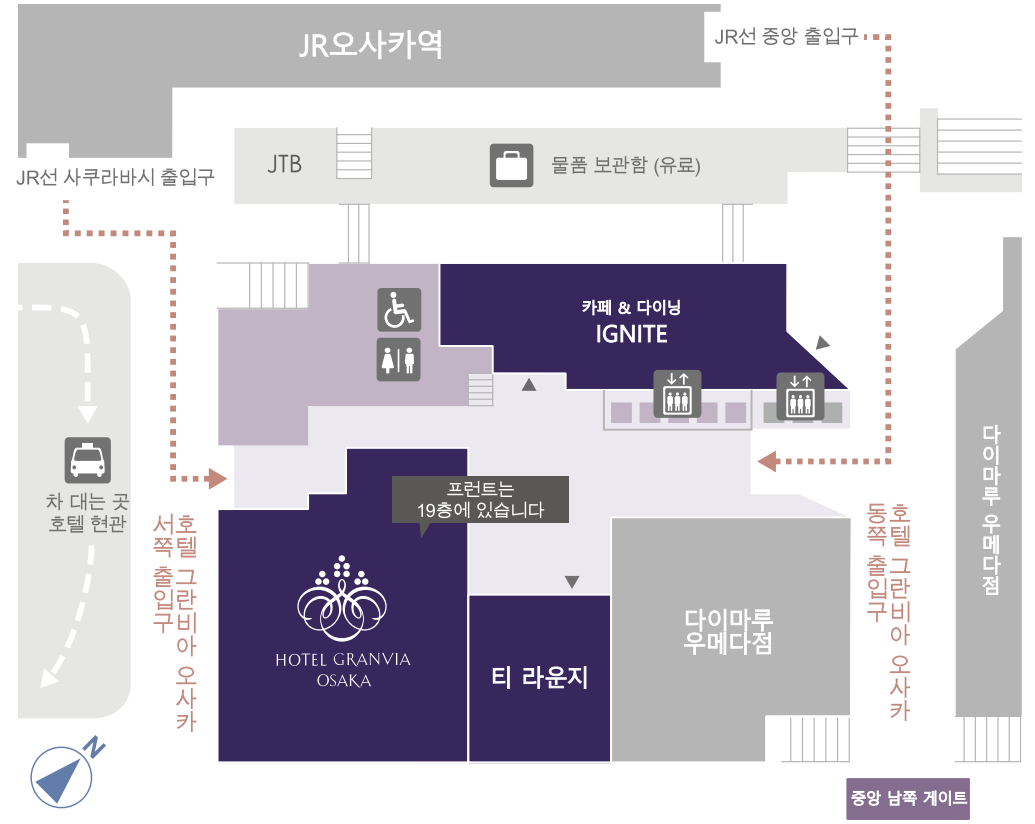 JR오사카역
JR선 중앙 출입구
JTB
물품 보관함 (유료)
JR선 사쿠라바시 출입구
카페 & 다이닝
IGNITE
차 대는 곳
호텔 현관
프런트는
19층에 있습니다
호텔 그란비아 오사카
서쪽 출입구
호텔 그란비아 오사카
동쪽 출입구
다이마루 우메다점
HOTEL GRANVIA
OSAKA
티 라운지
다이마루
우메다점
N
중앙 남쪽 게이트